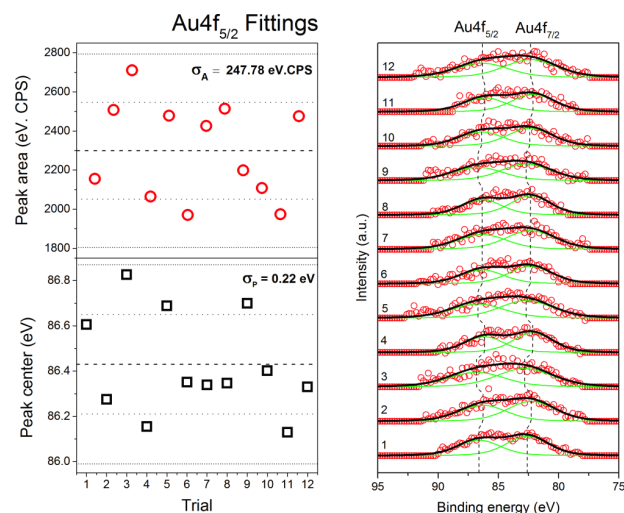 Au4f5/2 Fittings
2800
2600
2400
2200
2000
1800
Peak area (eV. CPS)
σA = 247.78 eV.CPS
86.8
86.6
86.4
86.2
86.0
Peak center (eV)
σP = 0.22 eV
1 2 3 4 5 6 7 8 9 10 11 12
Trial
Au4f5/2 Au4f7/2
12
11
10
9
8
7
6
5
4
3
2
1
Intensity (a.u.)
95 90 85 80 75
Binding energy (eV)